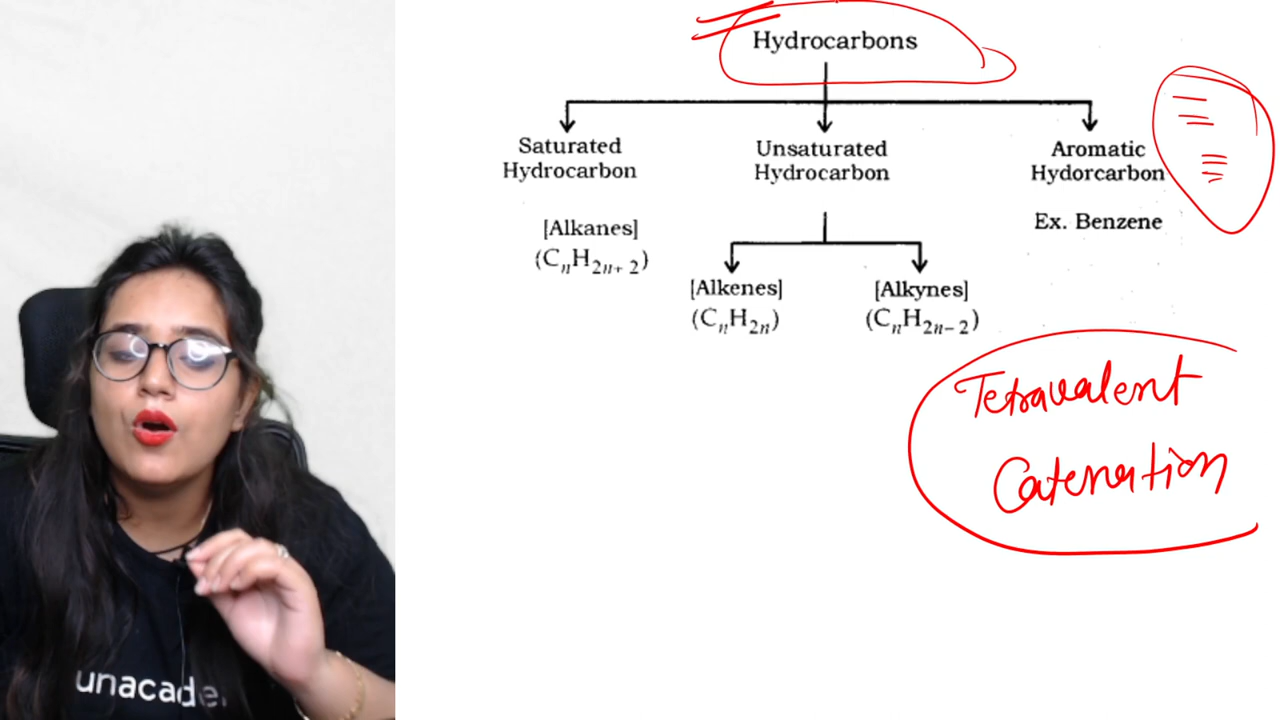 Hydrocarbons
Saturated
Hydrocarbon
Unsaturated
Hydrocarbon
Aromatic
Hydorcarbon
[Alkanes]
(CₙH₂ₙ₊₂)
Ex. Benzene
[Alkenes]
(CₙH₂ₙ)
[Alkynes]
(CₙH₂ₙ₋₂)
Tetravalent
Catenation
unacade